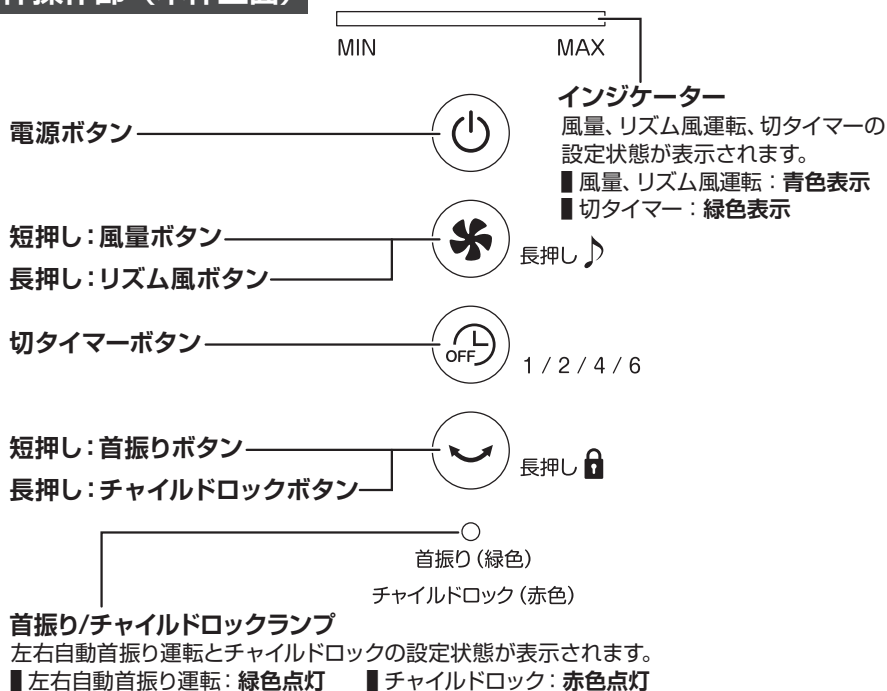 体操作部（本体上面）
MIN MAX
インジケーター
風量、リズム風運転、切タイマーの
設定状態が表示されます。
■風量、リズム風運転：青色表示
■切タイマー：緑色表示
電源ボタン
短押し：風量ボタン
長押し：リズム風ボタン
長押し♪
切タイマーボタン
OFF
1 / 2 / 4 / 6
短押し：首振りボタン
長押し：チャイルドロックボタン
長押し
首振り（緑色）
チャイルドロック（赤色）
首振り/チャイルドロックランプ
左右自動首振り運転とチャイルドロックの設定状態が表示されます。
■左右自動首振り運転：緑色点灯 ■チャイルドロック：赤色点灯